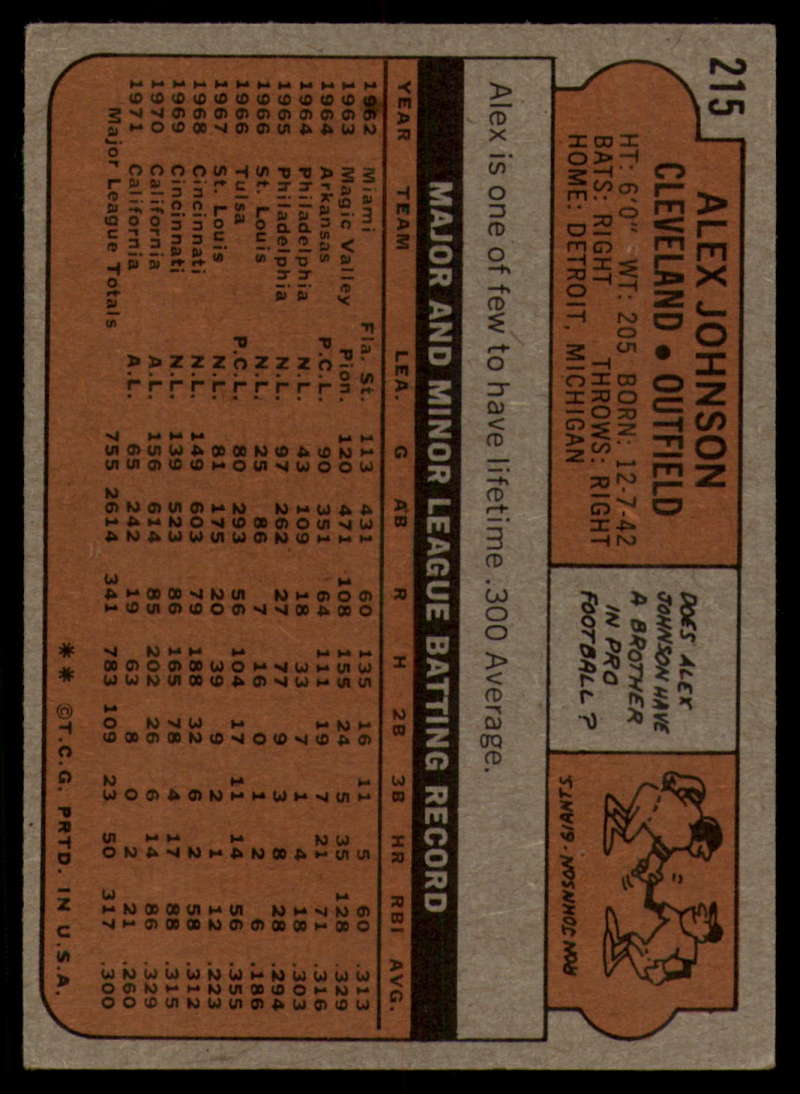 215
ALEX JOHNSON
CLEVELAND • OUTFIELD
HT: 6'0" WT: 205 BORN: 12-7-42
BATS: RIGHT THROWS: RIGHT
HOME: DETROIT, MICHIGAN
DOES ALEX
JOHNSON HAVE
A BROTHER
IN PRO
FOOTBALL?
RON JOHNSON - GIANTS
Alex is one of few to have lifetime .300 Average.
MAJOR AND MINOR LEAGUE BATTING RECORD
YEAR TEAM LEA. G AB R H 2B 3B HR RBI AVG.
1962 Miami Fla. St. 113 431 60 135 16 11 5 60 .313
1963 Magic Valley Pion. 120 471 108 155 24 5 35 128 .329
1964 Arkansas P.C.L. 90 351 64 111 19 7 21 71 .316
1964 Philadelphia N.L. 43 109 18 33 7 1 4 18 .303
1965 Philadelphia N.L. 97 262 27 77 9 3 8 28 .294
1966 St. Louis N.L. 25 86 7 16 0 1 2 6 .186
1966 Tulsa P.C.L. 80 293 56 104 17 11 14 56 .355
1967 St. Louis N.L. 81 175 20 39 9 2 1 12 .223
1968 Cincinnati N.L. 149 603 79 188 32 6 2 58 .312
1969 Cincinnati N.L. 139 523 86 165 78 4 17 88 .315
1970 California A.L. 156 614 85 202 26 6 14 86 .329
1971 California A.L. 65 242 19 63 8 0 2 21 .260
Major League Totals 755 2614 341 783 109 23 50 317 .300
** ©T.C.G. PRTD. IN U.S.A.